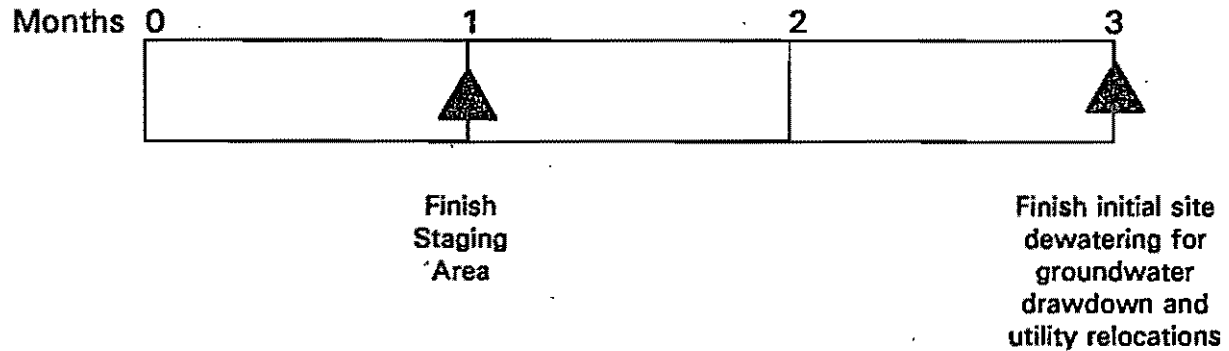 Months 0 1 2 3
Finish
Staging
Area
Finish initial site
dewatering for
groundwater
drawdown and
utility relocations